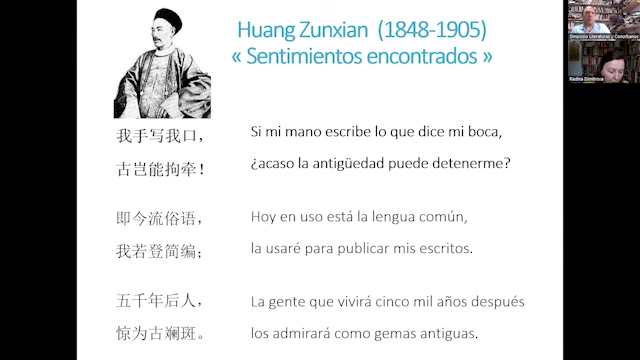 Huang Zunxian (1848-1905)
« Sentimientos encontrados »
我手写我口，
古岂能拘牵！
即今流俗语，
我若登简编；
五千年后人，
惊为古斓斑。
Si mi mano escribe lo que dice mi boca,
¿acaso la antigüedad puede detenerme?
Hoy en uso está la lengua común,
la usaré para publicar mis escritos.
La gente que vivirá cinco mil años después
los admirará como gemas antiguas.
Simposio Literaturas y Conurbanos
Radina Dimitrova